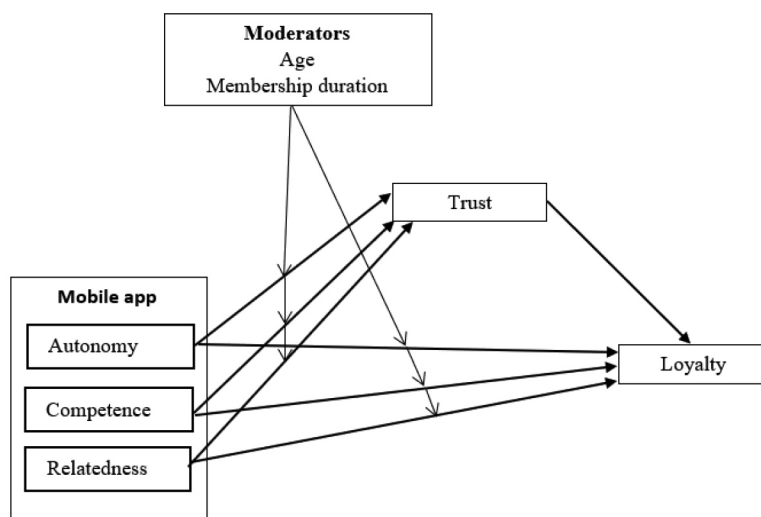 Moderators
Age
Membership duration
Trust
Mobile app
Autonomy
Loyalty
Competence
Relatedness